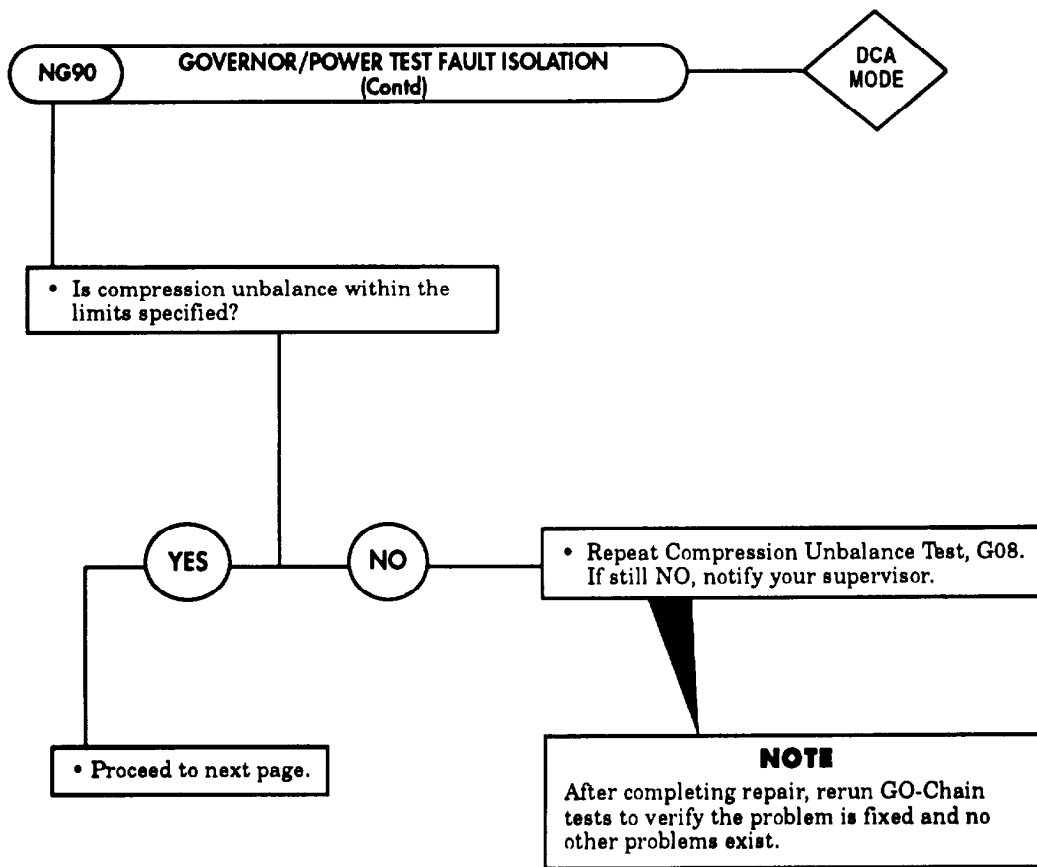 NG90
GOVERNOR/POWER TEST FAULT ISOLATION
(Contd)
DCA
MODE
• Is compression unbalance within the
limits specified?
YES
NO
• Repeat Compression Unbalance Test, G08.
If still NO, notify your supervisor.
• Proceed to next page.
NOTE
After completing repair, rerun GO-Chain
tests to verify the problem is fixed and no
other problems exist.